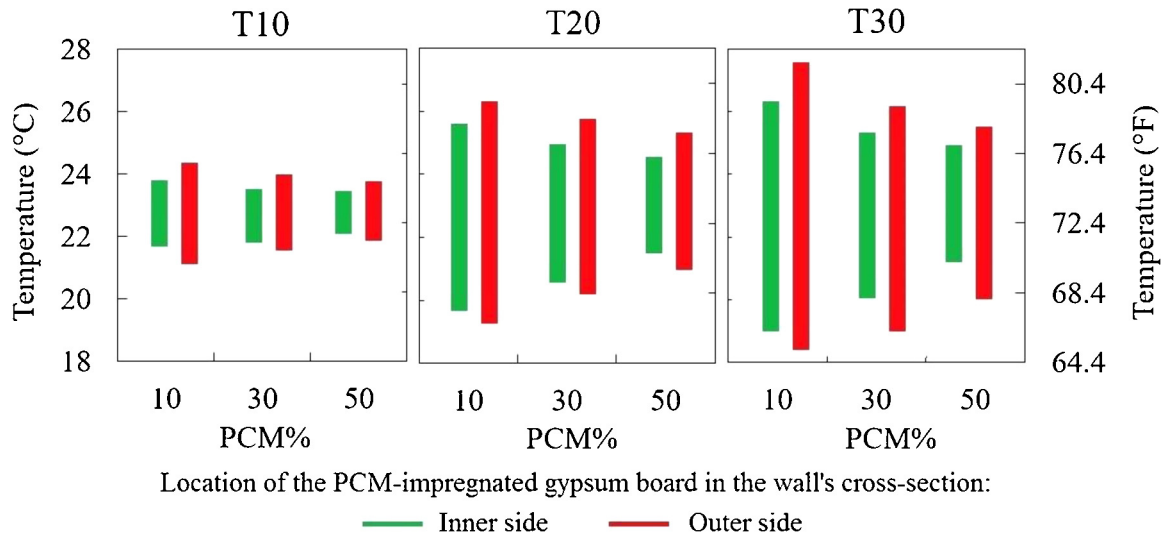 T10 T20 T30
28
26 80.4
24 76.4
22 72.4
20 68.4
18 64.4
Temperature (°C)
Temperature (°F)
10 30 50 10 30 50 10 30 50
PCM% PCM% PCM%
Location of the PCM-impregnated gypsum board in the wall's cross-section:
Inner side Outer side